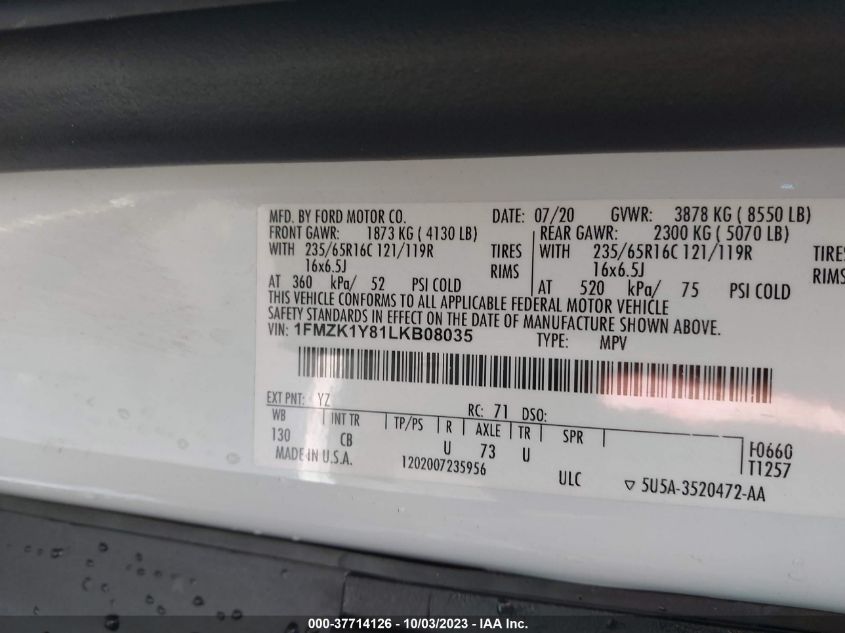 MFD. BY FORD MOTOR CO. DATE: 07/20 GVWR: 3878 KG ( 8550 LB)
FRONT GAWR: 1873 KG ( 4130 LB) REAR GAWR: 2300 KG ( 5070 LB)
WITH 235/65R16C 121/119R TIRES WITH 235/65R16C 121/119R TIRES
16x6.5J RIMS 16x6.5J RIMS
AT 360 kPa/ 52 PSI COLD AT 520 kPa/ 75 PSI COLD
THIS VEHICLE CONFORMS TO ALL APPLICABLE FEDERAL MOTOR VEHICLE
SAFETY STANDARDS IN EFFECT ON THE DATE OF MANUFACTURE SHOWN ABOVE.
VIN: 1FMZK1Y81LKB08035 TYPE: MPV
EXT PNT: YZ RC: 71 DSO:
WB INT TR TP/PS R AXLE TR SPR
130 CB U 73 U ULC
F0660
T1257
MADE IN U.S.A. 1202007235956 5U5A-3520472-AA
000-37714126 - 10/03/2023 - IAA Inc.